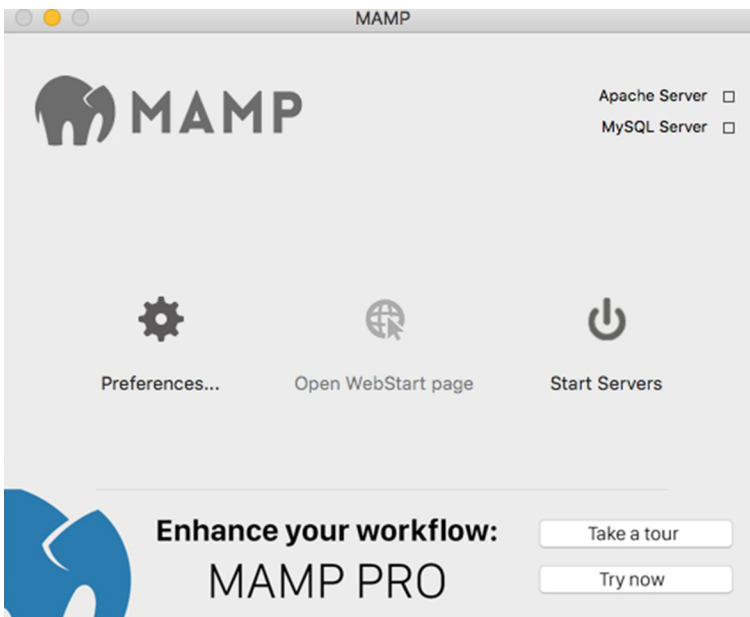 MAMP
MAMP
Apache Server
MySQL Server
Preferences...
Open WebStart page
Start Servers
Enhance your workflow:
MAMP PRO
Take a tour
Try now